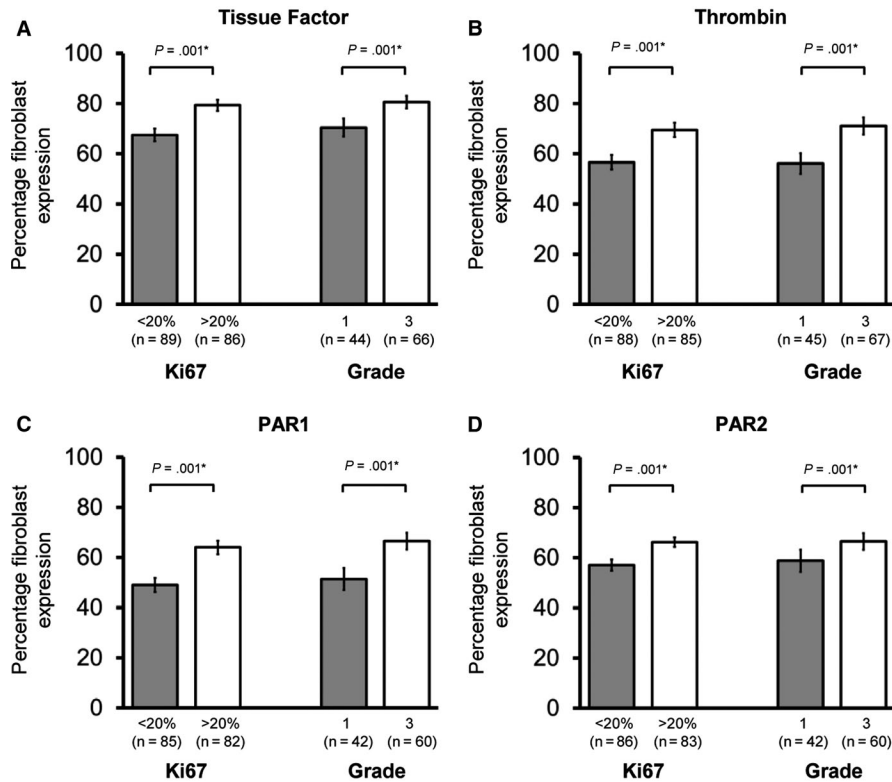 A
Tissue Factor
P = .001*
P = .001*
Percentage fibroblast
expression
100
80
60
40
20
0
<20%
(n = 89)
>20%
(n = 86)
1
(n = 44)
3
(n = 66)
Ki67
Grade
B
Thrombin
P = .001*
P = .001*
Percentage fibroblast
expression
100
80
60
40
20
0
<20%
(n = 88)
>20%
(n = 85)
1
(n = 45)
3
(n = 67)
Ki67
Grade
C
PAR1
P = .001*
P = .001*
Percentage fibroblast
expression
100
80
60
40
20
0
<20%
(n = 85)
>20%
(n = 82)
1
(n = 42)
3
(n = 60)
Ki67
Grade
D
PAR2
P = .001*
P = .001*
Percentage fibroblast
expression
100
80
60
40
20
0
<20%
(n = 86)
>20%
(n = 83)
1
(n = 42)
3
(n = 60)
Ki67
Grade